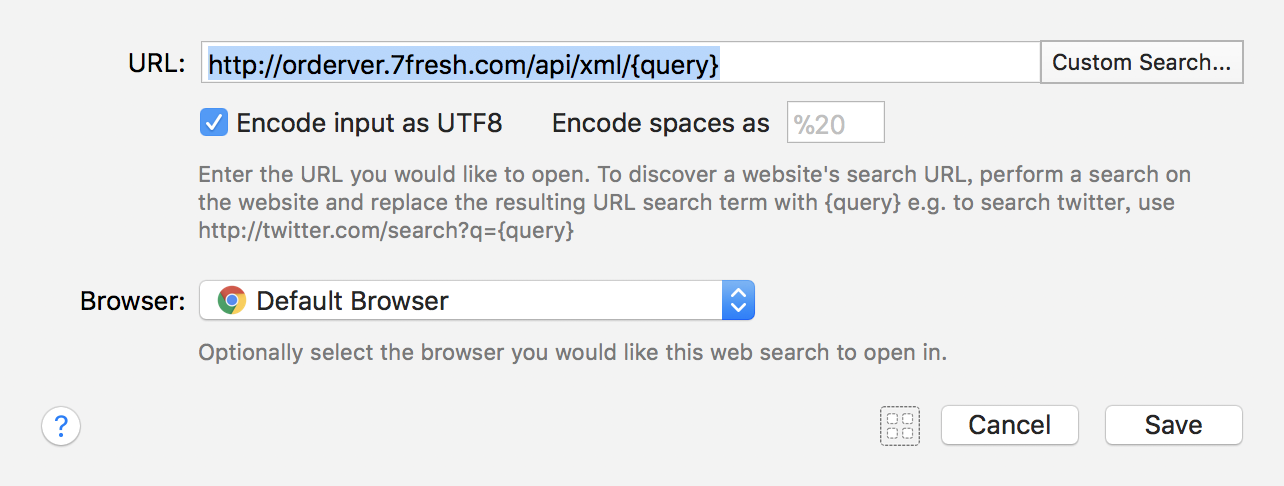 URL: http://orderver.7fresh.com/api/xml/{query} Custom Search...
Encode input as UTF8 Encode spaces as %20
Enter the URL you would like to open. To discover a website's search URL, perform a search on
the website and replace the resulting URL search term with {query} e.g. to search twitter, use
http://twitter.com/search?q={query}
Browser: Default Browser
Optionally select the browser you would like this web search to open in.
? Cancel Save